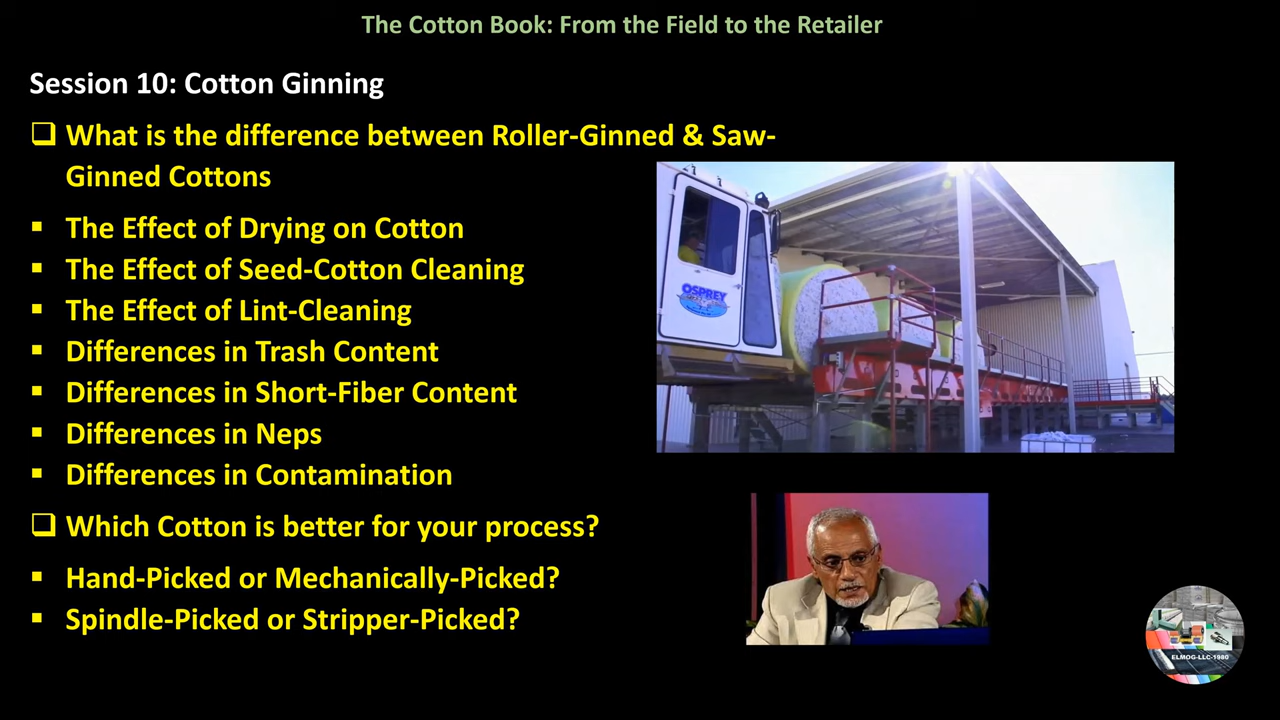 The Cotton Book: From the Field to the Retailer
Session 10: Cotton Ginning
❑ What is the difference between Roller-Ginned & Saw-
Ginned Cottons
▪ The Effect of Drying on Cotton
▪ The Effect of Seed-Cotton Cleaning
▪ The Effect of Lint-Cleaning
▪ Differences in Trash Content
▪ Differences in Short-Fiber Content
▪ Differences in Neps
▪ Differences in Contamination
❑ Which Cotton is better for your process?
▪ Hand-Picked or Mechanically-Picked?
▪ Spindle-Picked or Stripper-Picked?
OSPREY
ELMOG-LLC-1980